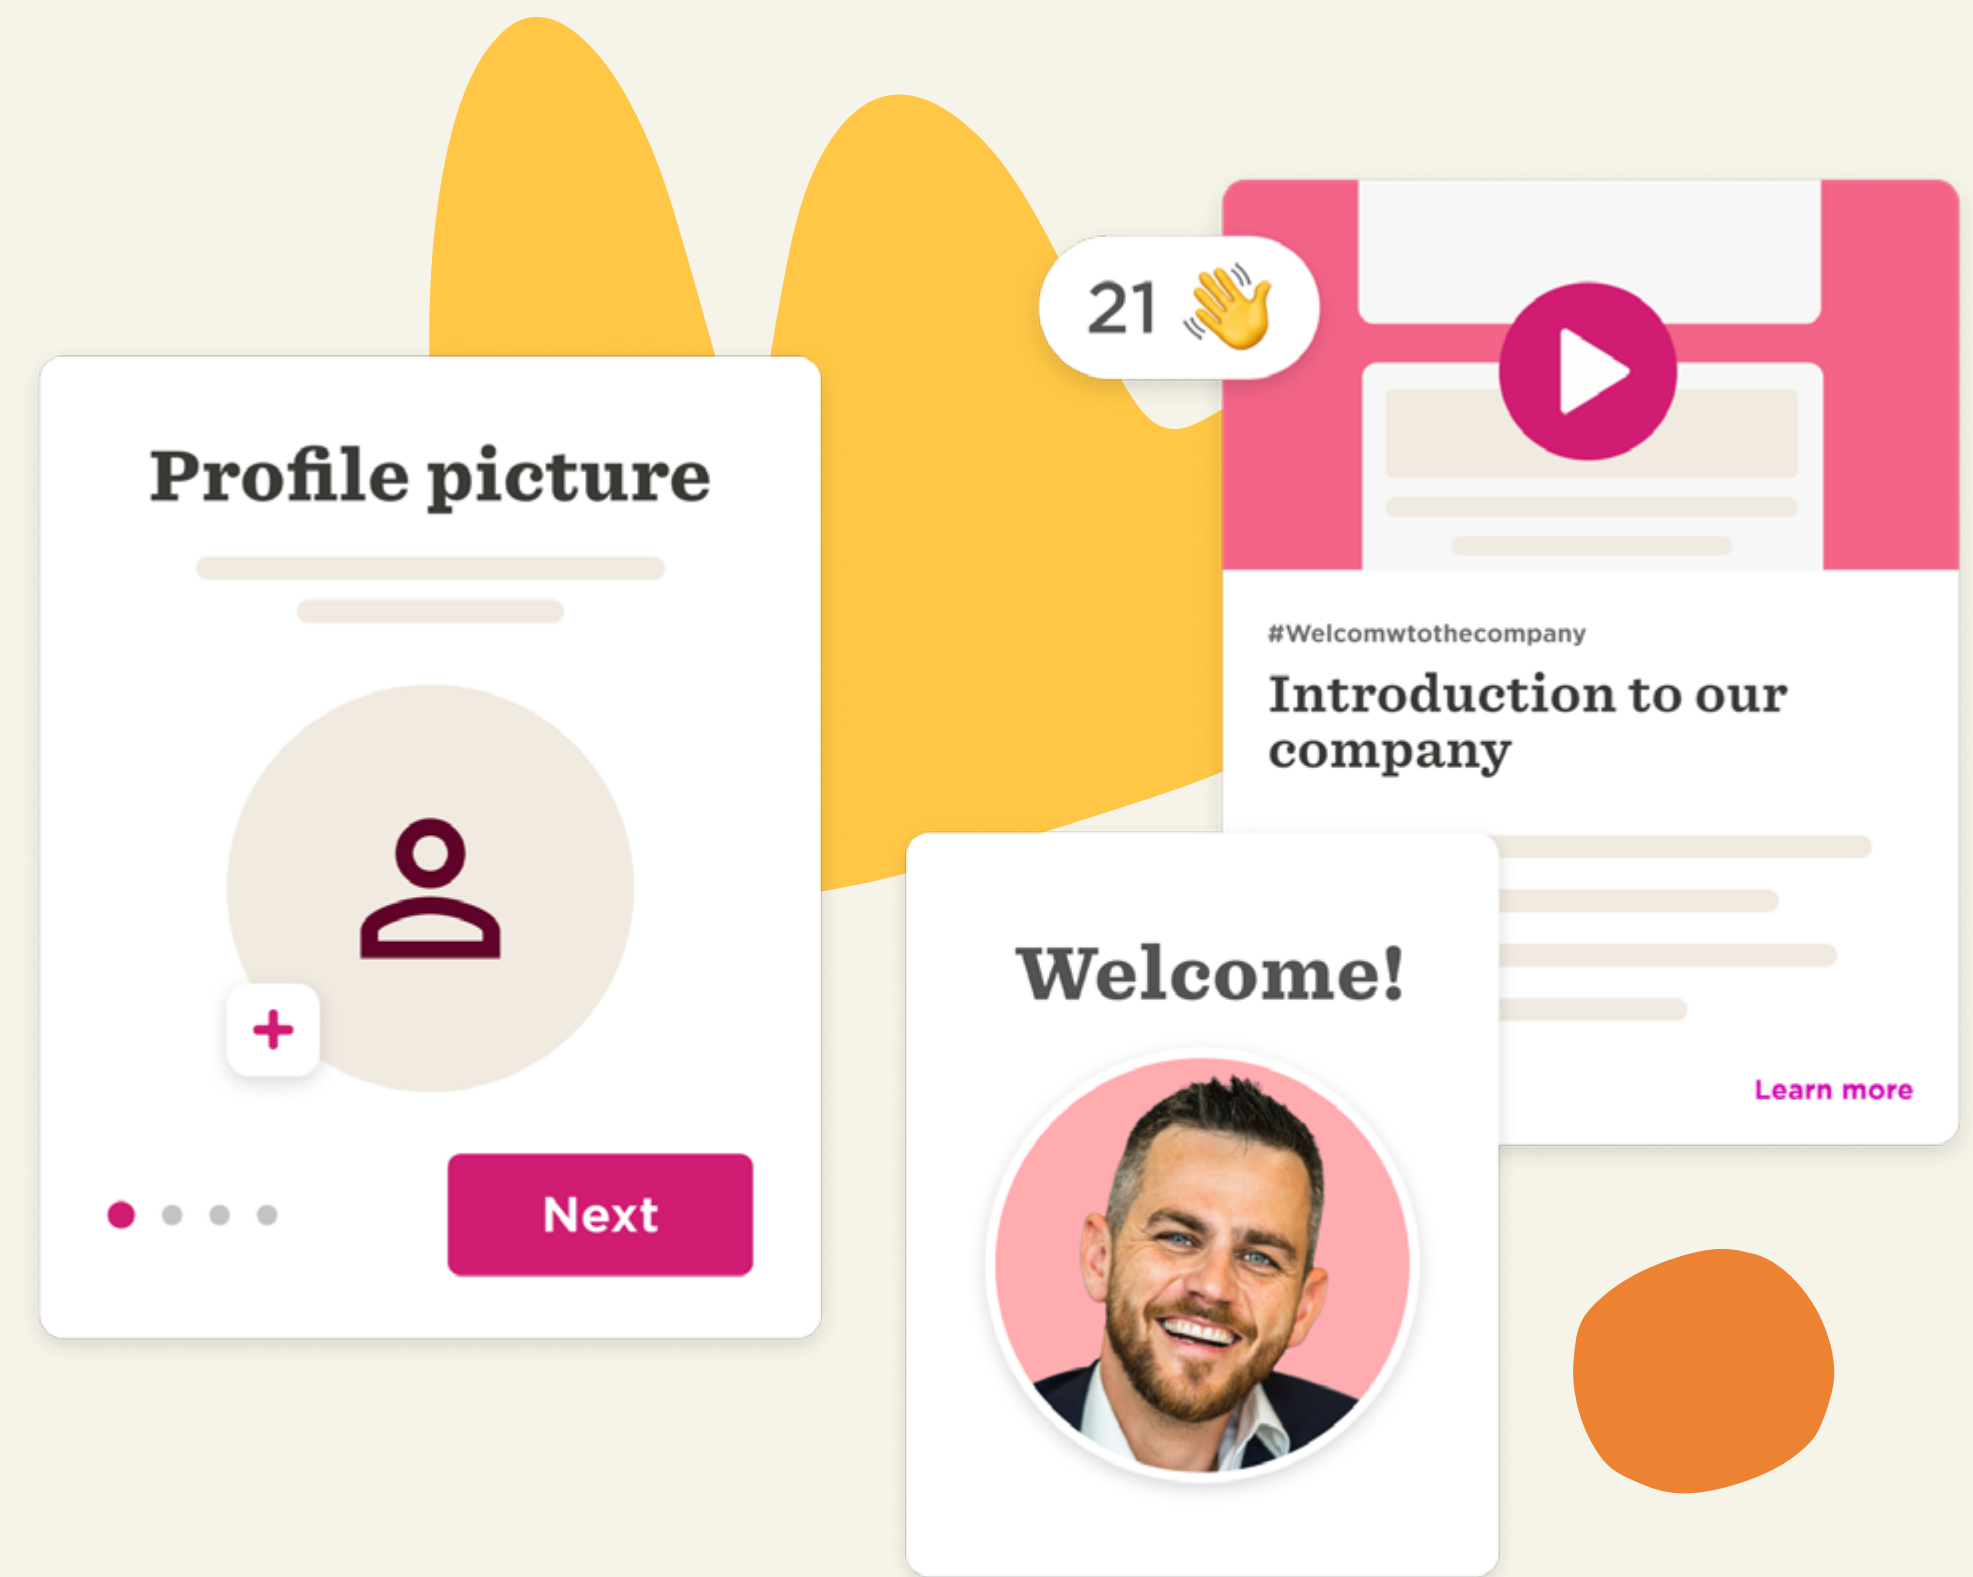 Profile picture
Next
21 👋
#Welcomwtothecompany
Introduction to our
company
Learn more
Welcome!